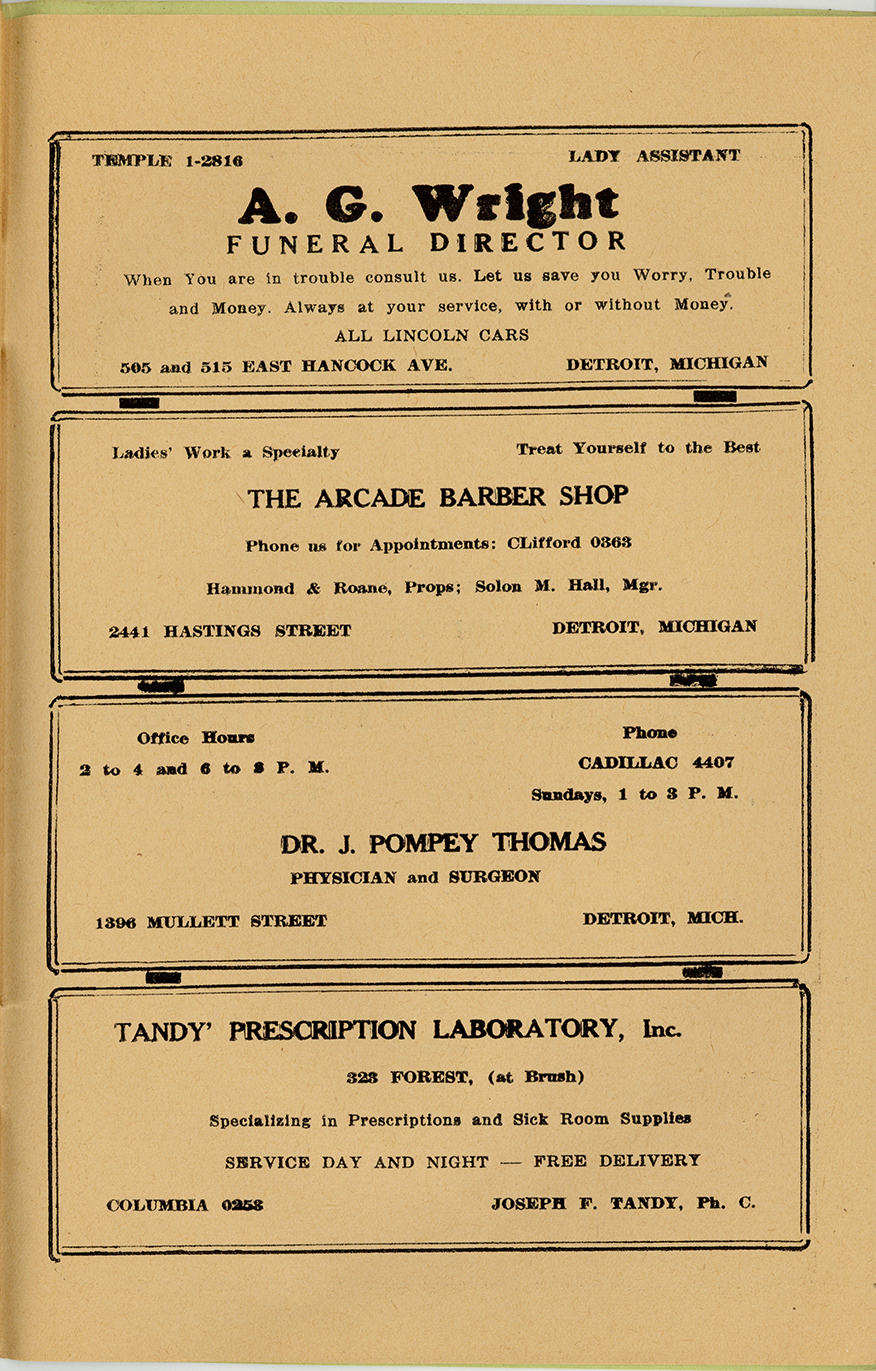 TEMPLE 1-2816 LADY ASSISTANT
A. G. Wright
FUNERAL DIRECTOR
When You are in trouble consult us. Let us save you Worry, Trouble
and Money. Always at your service, with or without Money.
ALL LINCOLN CARS
505 and 515 EAST HANCOCK AVE. DETROIT, MICHIGAN
Ladies' Work a Specialty Treat Yourself to the Best
THE ARCADE BARBER SHOP
Phone us for Appointments: CLifford 0363
Hammond & Roane, Props; Solon M. Hall, Mgr.
2441 HASTINGS STREET DETROIT, MICHIGAN
Office Hours Phone
2 to 4 and 6 to 8 P. M. CADILLAC 4407
Sundays, 1 to 3 P. M.
DR. J. POMPEY THOMAS
PHYSICIAN and SURGEON
1396 MULLETT STREET DETROIT, MICH.
TANDY' PRESCRIPTION LABORATORY, Inc.
323 FOREST, (at Brush)
Specializing in Prescriptions and Sick Room Supplies
SERVICE DAY AND NIGHT — FREE DELIVERY
COLUMBIA 0253 JOSEPH F. TANDY, Ph. C.